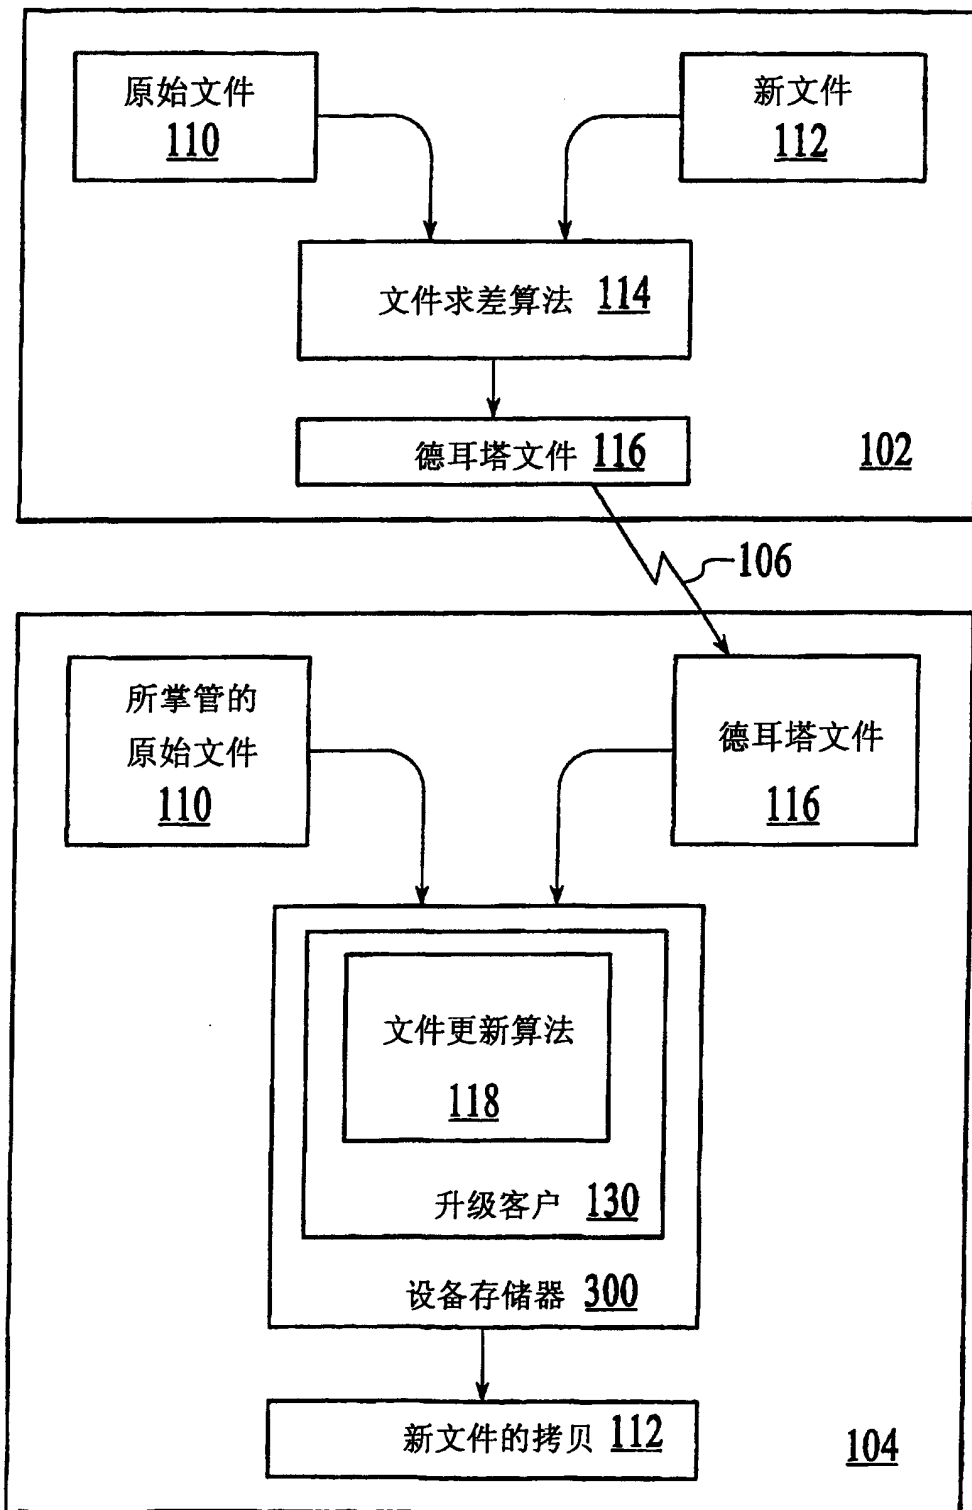 原始文件
110
新文件
112
文件求差算法 114
德耳塔文件 116
102
106
所掌管的
原始文件
110
德耳塔文件
116
文件更新算法
118
升级客户 130
设备存储器 300
新文件的拷贝 112
104